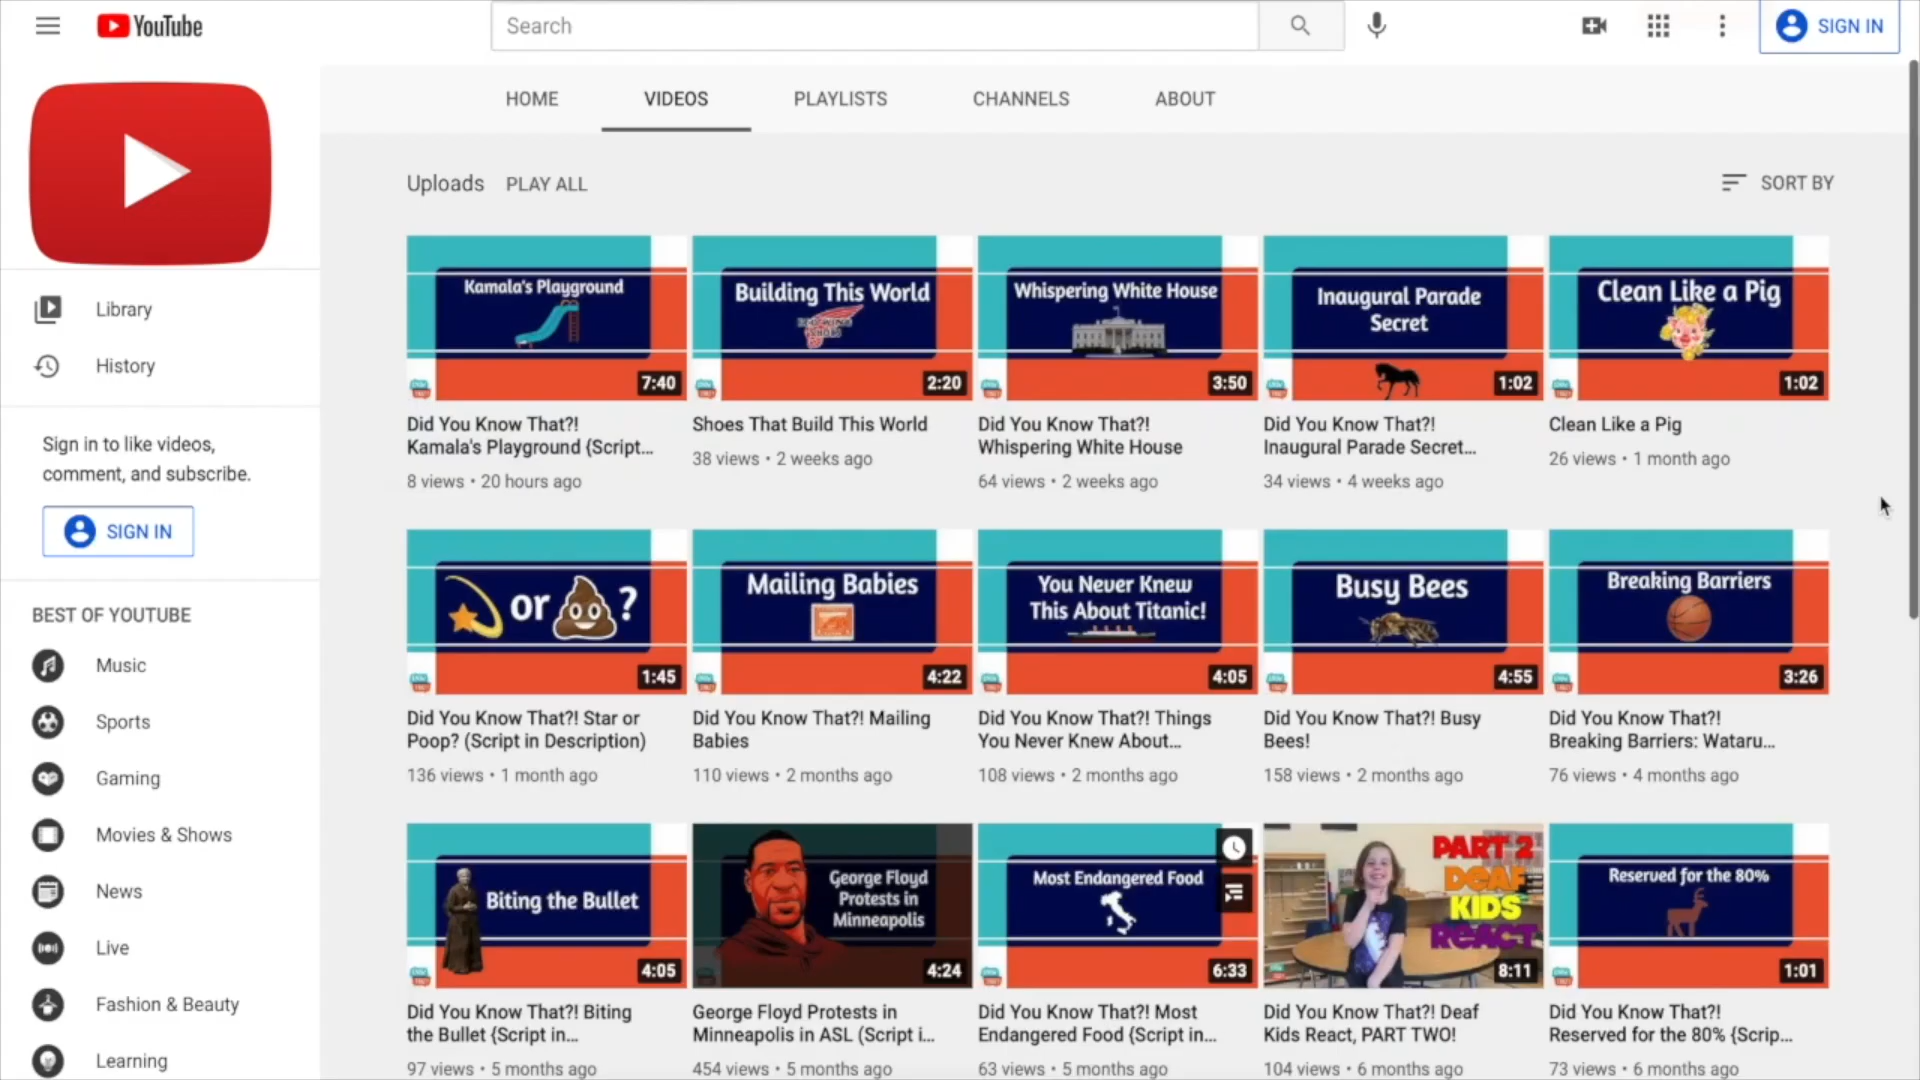 YouTube
Search
SIGN IN
HOME
VIDEOS
PLAYLISTS
CHANNELS
ABOUT
Uploads PLAY ALL
SORT BY
Library
History
Sign in to like videos,
comment, and subscribe.
SIGN IN
BEST OF YOUTUBE
Music
Sports
Gaming
Movies & Shows
News
Live
Fashion & Beauty
Learning
Kamala's Playground
7:40
Did You Know That?!
Kamala's Playground {Script...
8 views • 20 hours ago
Building This World
2:20
Shoes That Build This World
38 views • 2 weeks ago
Whispering White House
3:50
Did You Know That?!
Whispering White House
64 views • 2 weeks ago
Inaugural Parade
Secret
1:02
Did You Know That?!
Inaugural Parade Secret...
34 views • 4 weeks ago
Clean Like a Pig
1:02
Clean Like a Pig
26 views • 1 month ago
or ?
1:45
Did You Know That?! Star or
Poop? (Script in Description)
136 views • 1 month ago
Mailing Babies
4:22
Did You Know That?! Mailing
Babies
110 views • 2 months ago
You Never Knew
This About Titanic!
4:05
Did You Know That?! Things
You Never Knew About...
108 views • 2 months ago
Busy Bees
4:55
Did You Know That?! Busy
Bees!
158 views • 2 months ago
Breaking Barriers
3:26
Did You Know That?!
Breaking Barriers: Wataru...
76 views • 4 months ago
Biting the Bullet
4:05
Did You Know That?! Biting
the Bullet {Script in...
97 views • 5 months ago
George Floyd
Protests in
Minneapolis
4:24
George Floyd Protests in
Minneapolis in ASL (Script i...
454 views • 5 months ago
Most Endangered Food
6:33
Did You Know That?! Most
Endangered Food {Script in...
63 views • 5 months ago
PART 2
DEAF
KIDS
REACT
8:11
Did You Know That?! Deaf
Kids React, PART TWO!
104 views • 6 months ago
Reserved for the 80%
1:01
Did You Know That?!
Reserved for the 80% {Scrip...
73 views • 6 months ago